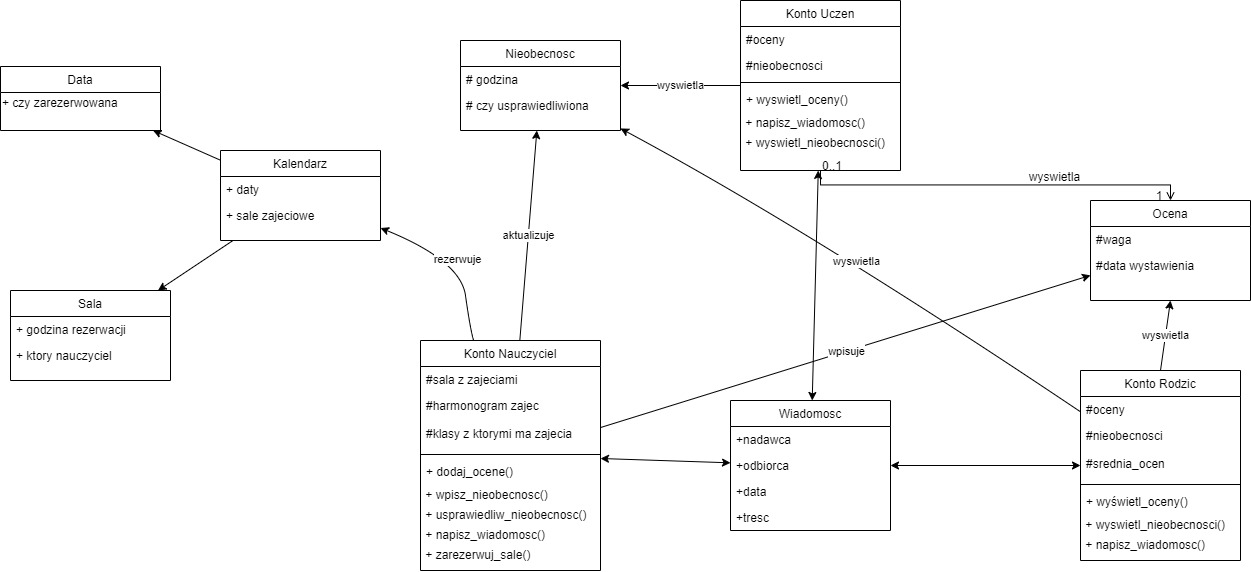 Konto Uczen
#oceny
#nieobecnosci
+ wyswietl_oceny()
+ napisz_wiadomosc()
+ wyswietl_nieobecnosci()
0..1
Nieobecnosc
# godzina
# czy usprawiedliwiona
wyswietla
Data
+ czy zarezerwowana
Kalendarz
+ daty
+ sale zajeciowe
wyswietla
1
Ocena
#waga
#data wystawienia
aktualizuje
rezerwuje
wyswietla
Sala
+ godzina rezerwacji
+ ktory nauczyciel
wyswietla
wpisuje
Konto Nauczyciel
#sala z zajeciami
#harmonogram zajec
#klasy z ktorymi ma zajecia
+ dodaj_ocene()
+ wpisz_nieobecnosc()
+ usprawiedliw_nieobecnosc()
+ napisz_wiadomosc()
+ zarezerwuj_sale()
Wiadomosc
+nadawca
+odbiorca
+data
+tresc
Konto Rodzic
#oceny
#nieobecnosci
#srednia_ocen
+ wyświetl_oceny()
+ wyswietl_nieobecnosci()
+ napisz_wiadomosc()